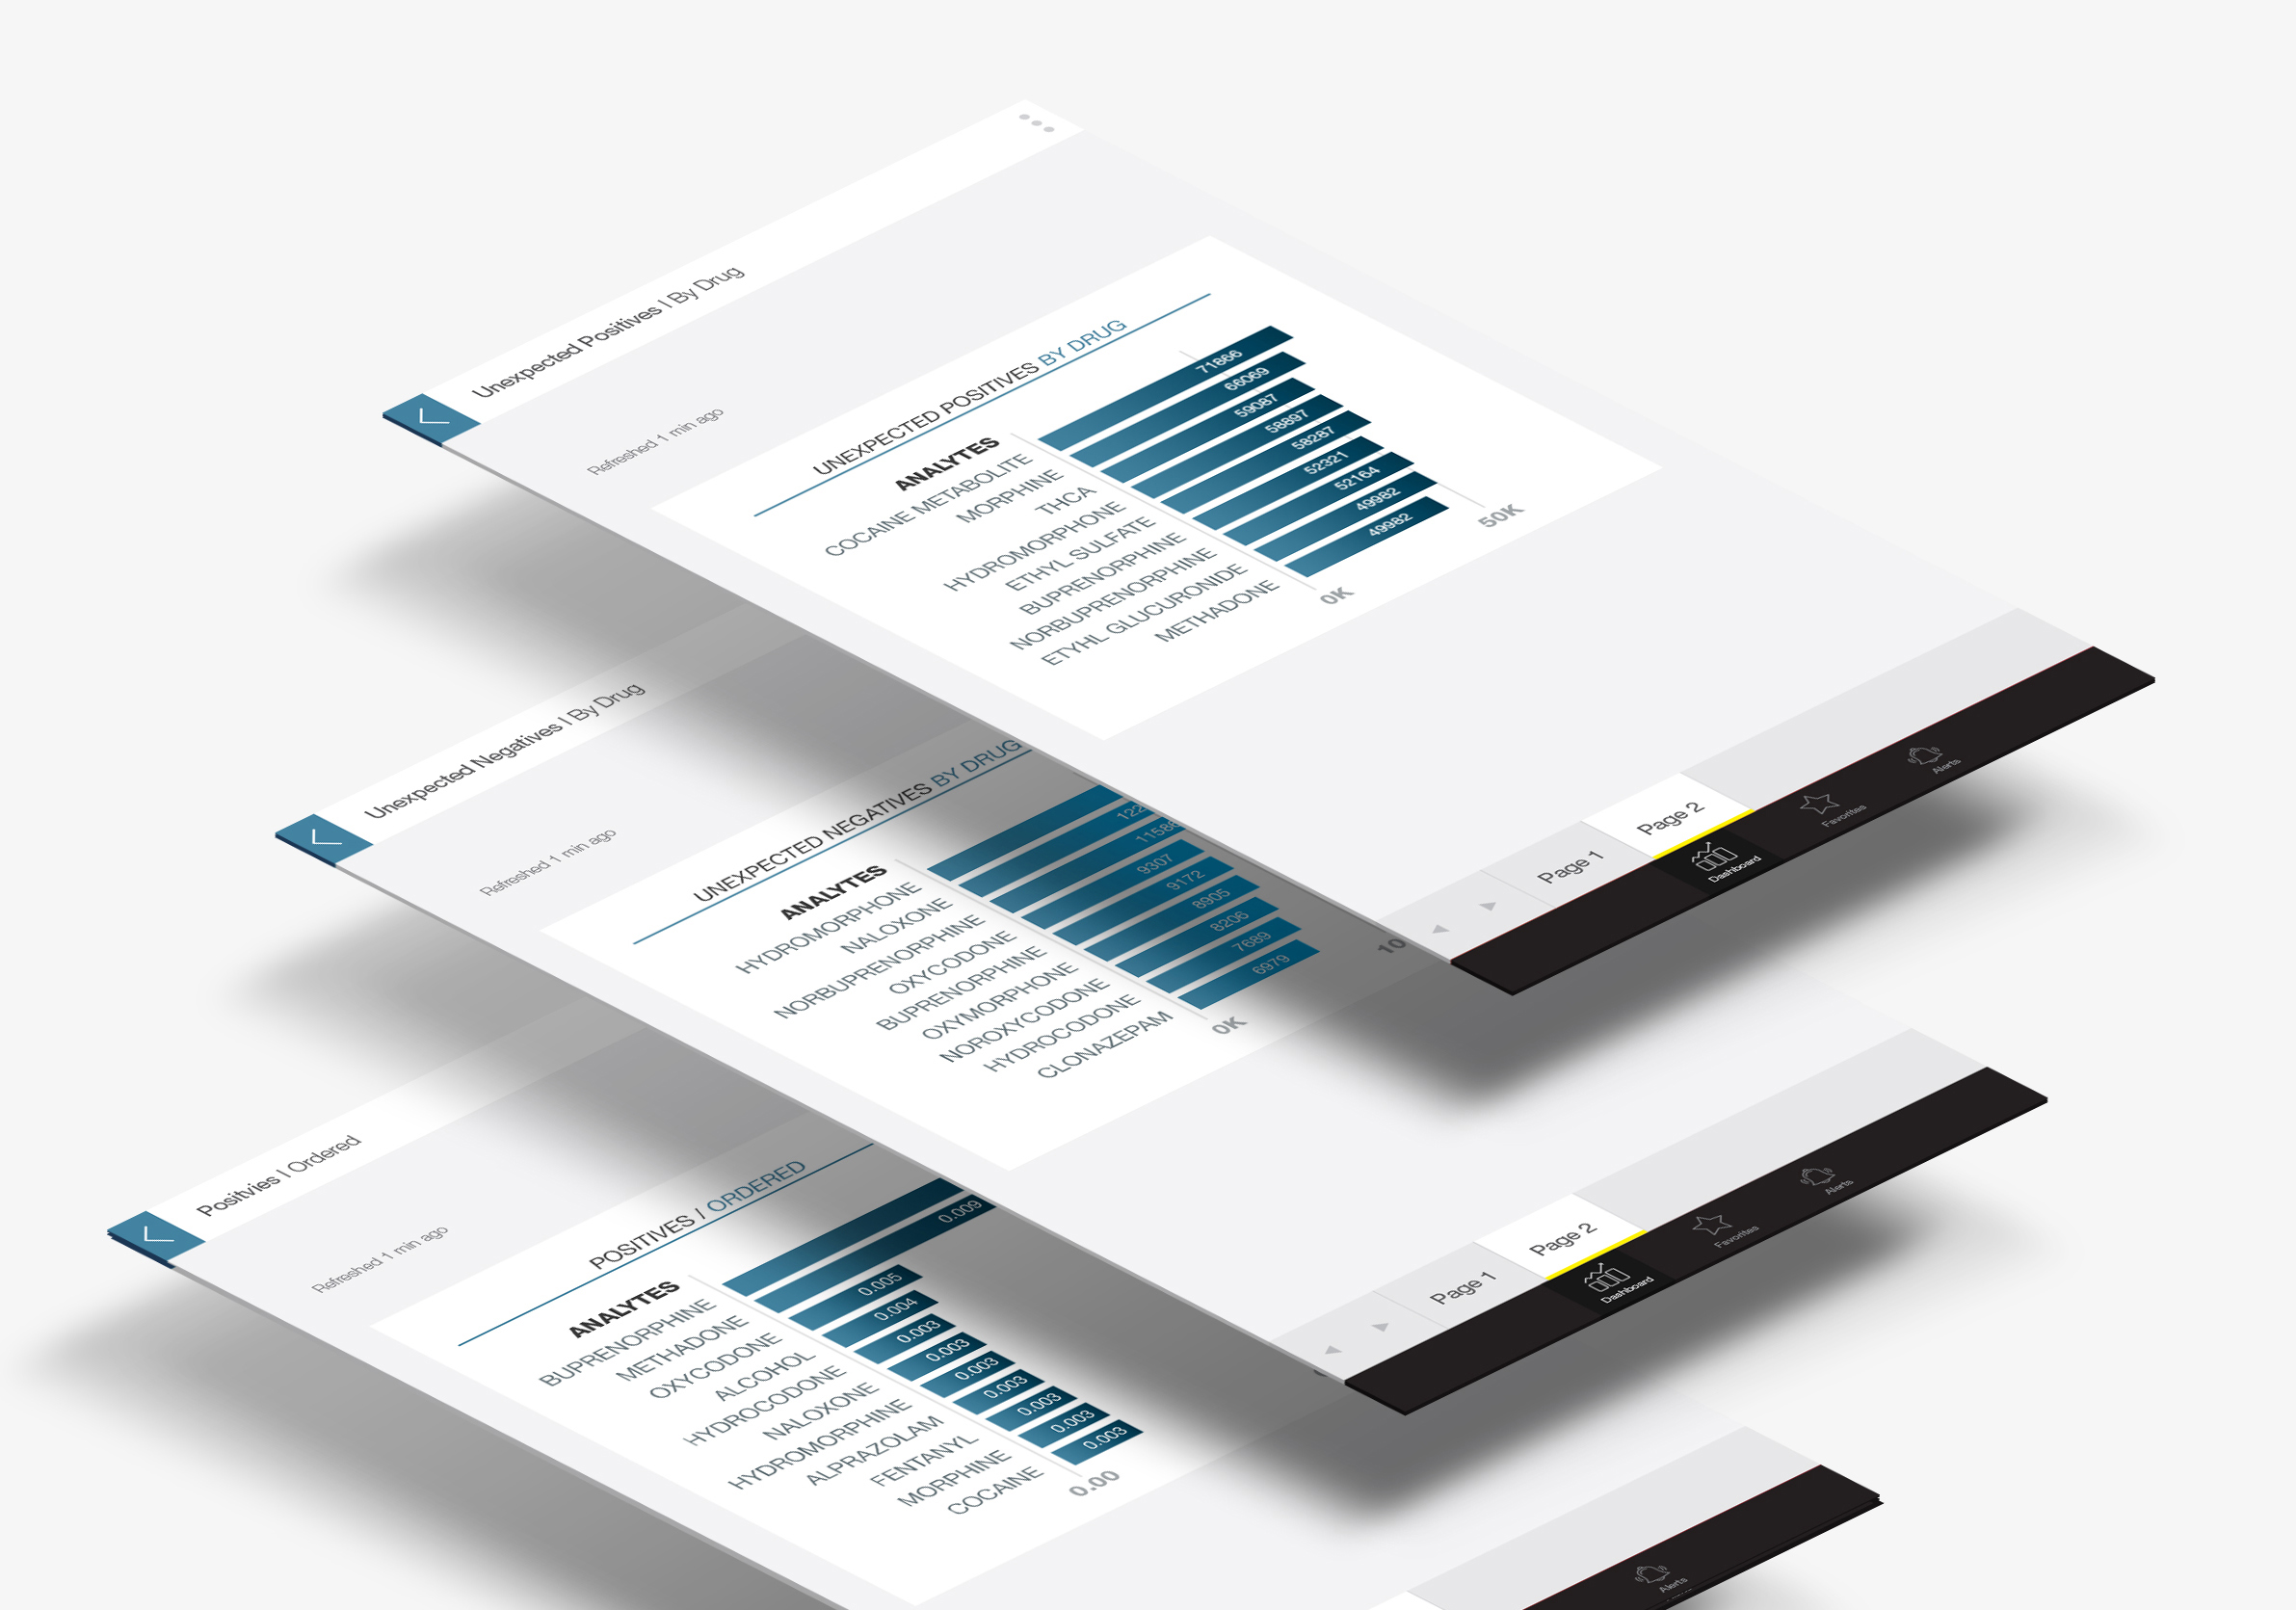 Unexpected Positives | By Drug
Refreshed 1 min ago
UNEXPECTED POSITIVES BY DRUG
ANALYTES
COCAINE METABOLITE 71866
MORPHINE 66069
THCA 59087
HYDROMORPHONE 58897
ETHYL SULFATE 58287
BUPRENORPHINE 52321
NORBUPRENORPHINE 52164
ETYHL GLUCURONIDE 49982
METHADONE 49982
0K 50K
Page 1 Page 2
Dashboard Favorites Alerts
Unexpected Negatives | By Drug
Refreshed 1 min ago
UNEXPECTED NEGATIVES BY DRUG
ANALYTES
HYDROMORPHONE
NALOXONE 122
NORBUPRENORPHINE 11586
OXYCODONE 9307
BUPRENORPHINE 9172
OXYMORPHONE 8905
NOROXYCODONE 8206
HYDROCODONE 7689
CLONAZEPAM 6979
0K 10
Page 1 Page 2
Dashboard Favorites Alerts
Positvies | Ordered
Refreshed 1 min ago
POSITIVES | ORDERED
ANALYTES
BUPRENORPHINE
METHADONE 0.009
OXYCODONE 0.005
ALCOHOL 0.004
HYDROCODONE 0.003
NALOXONE 0.003
HYDROMORPHINE 0.003
ALPRAZOLAM 0.003
FENTANYL 0.003
MORPHINE 0.003
COCAINE 0.003
0.00
Alerts